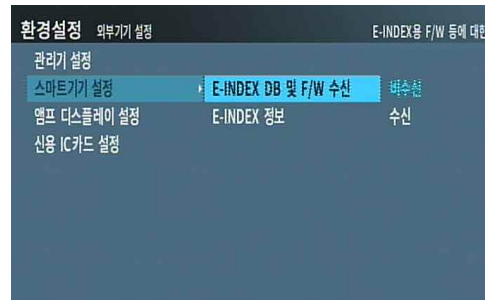 환경설정 외부기기 설정 E-INDEX용 F/W 등에 대한
관리기 설정
스마트기기 설정 E-INDEX DB 및 F/W 수신 미수신
앰프 디스플레이 설정 E-INDEX 정보 수신
신용 IC카드 설정